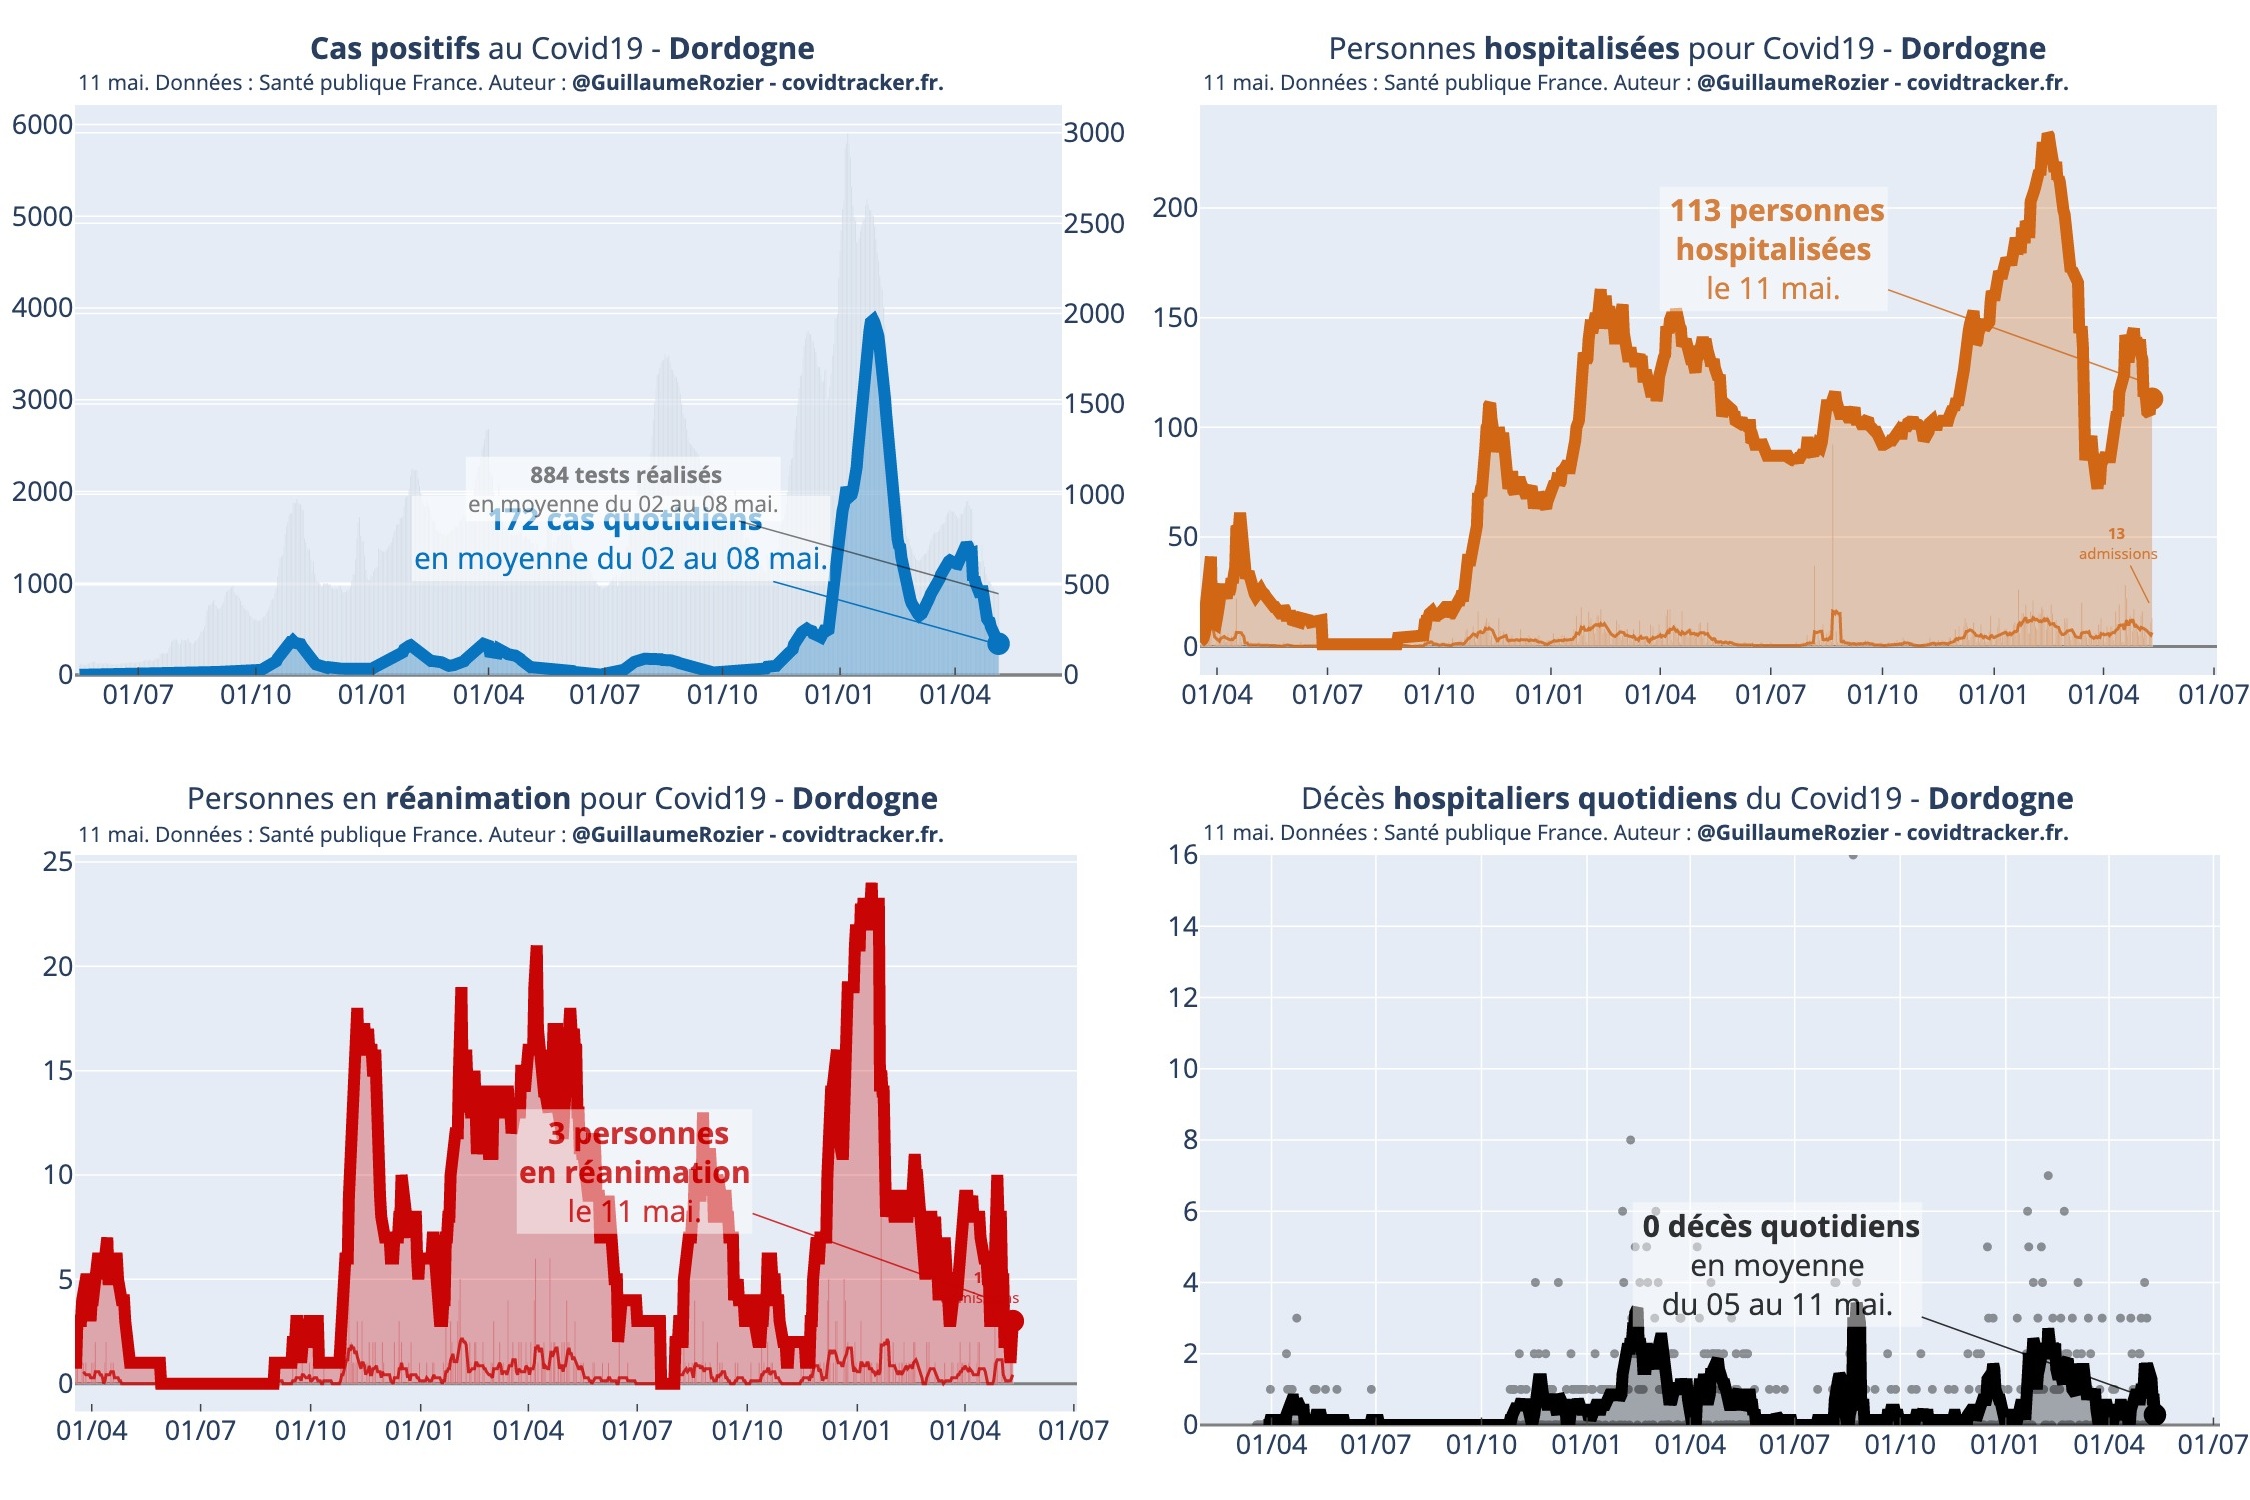 Cas positifs au Covid19 - Dordogne
11 mai. Données : Santé publique France. Auteur : @GuillaumeRozier - covidtracker.fr.
6000
5000
4000
3000
2000
1000
0
3000
2500
2000
1500
1000
500
0
884 tests réalisés
en moyenne du 02 au 08 mai.
172 cas quotidiens
en moyenne du 02 au 08 mai.
01/07 01/10 01/01 01/04 01/07 01/10 01/01 01/04
Personnes hospitalisées pour Covid19 - Dordogne
11 mai. Données : Santé publique France. Auteur : @GuillaumeRozier - covidtracker.fr.
200
150
100
50
0
113 personnes
hospitalisées
le 11 mai.
13
admissions
01/04 01/07 01/10 01/01 01/04 01/07 01/10 01/01 01/04 01/07
Personnes en réanimation pour Covid19 - Dordogne
11 mai. Données : Santé publique France. Auteur : @GuillaumeRozier - covidtracker.fr.
25
20
15
10
5
0
3 personnes
en réanimation
le 11 mai.
01/04 01/07 01/10 01/01 01/04 01/07 01/10 01/01 01/04 01/07
Décès hospitaliers quotidiens du Covid19 - Dordogne
11 mai. Données : Santé publique France. Auteur : @GuillaumeRozier - covidtracker.fr.
16
14
12
10
8
6
4
2
0
0 décès quotidiens
en moyenne
du 05 au 11 mai.
01/04 01/07 01/10 01/01 01/04 01/07 01/10 01/01 01/04 01/07